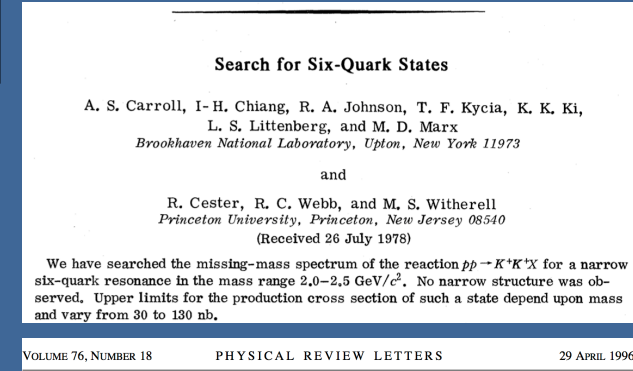 Search for Six-Quark States
A. S. Carroll, I-H. Chiang, R. A. Johnson, T. F. Kycia, K. K. Ki,
L. S. Littenberg, and M. D. Marx
Brookhaven National Laboratory, Upton, New York 11973
and
R. Cester, R. C. Webb, and M. S. Witherell
Princeton University, Princeton, New Jersey 08540
(Received 26 July 1978)
We have searched the missing-mass spectrum of the reaction pp→K⁺K⁺X for a narrow
six-quark resonance in the mass range 2.0–2.5 GeV/c². No narrow structure was ob-
served. Upper limits for the production cross section of such a state depend upon mass
and vary from 30 to 130 nb.
VOLUME 76, NUMBER 18 PHYSICAL REVIEW LETTERS 29 APRIL 1996